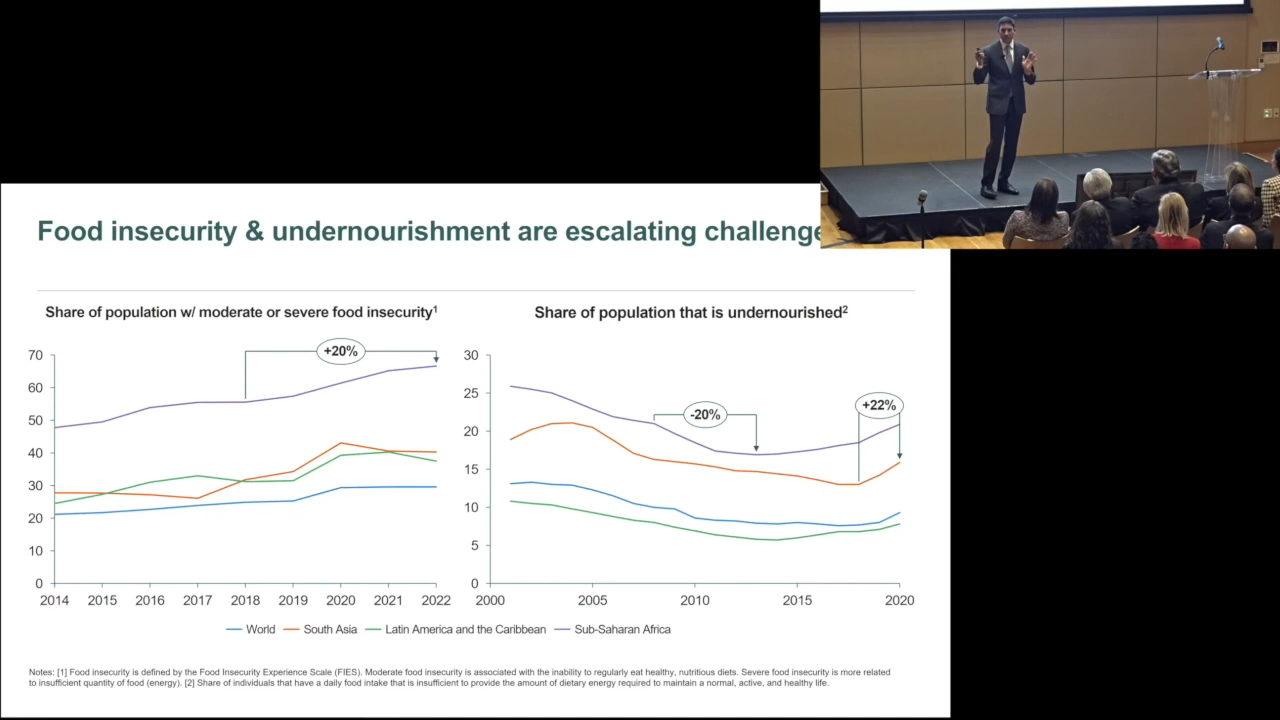 Food insecurity & undernourishment are escalating challenge
Share of population w/ moderate or severe food insecurity1
+20%
70
60
50
40
30
20
10
0
2014 2015 2016 2017 2018 2019 2020 2021 2022
Share of population that is undernourished2
-20%
+22%
30
25
20
15
10
5
0
2000 2005 2010 2015 2020
World South Asia Latin America and the Caribbean Sub-Saharan Africa
Notes: [1] Food insecurity is defined by the Food Insecurity Experience Scale (FIES). Moderate food insecurity is associated with the inability to regularly eat healthy, nutritious diets. Severe food insecurity is more related
to insufficient quantity of food (energy). [2] Share of individuals that have a daily food intake that is insufficient to provide the amount of dietary energy required to maintain a normal, active, and healthy life.